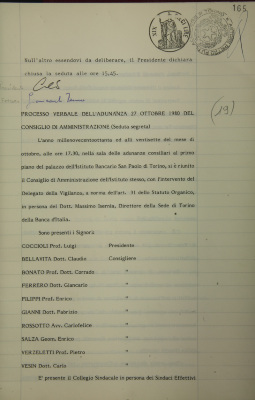 165
Null'altro essendovi da deliberare, il Presidente dichiara
chiusa la seduta alle ore 15,45.
(19)
PROCESSO VERBALE DELL'ADUNANZA 27 OTTOBRE 1980 DEL
CONSIGLIO DI AMMINISTRAZIONE (Seduta segreta)
L'anno millenovecentoottanta ed alli ventisette del mese di
ottobre, alle ore 17,30, nella sala delle adunanze consiliari al primo
piano del palazzo dell'Istituto Bancario San Paolo di Torino, si è riunito
il Consiglio di Amministrazione dell'Istituto stesso, con l'intervento del
Delegato della Vigilanza, a norma dell'art. 31 dello Statuto Organico,
in persona del Dott. Massimo Isernia, Direttore della Sede di Torino
della Banca d'Italia.
Sono presenti i Signori
COCCIOLI Prof. Luigi Presidente
BELLAVITA Dott. Claudio Consigliere
BONATO Prof. Corrado "
FERRERO Dott. Giancarlo "
FILIPPI Prof. Enrico "
GIANNI Dott. Fabrizio "
ROSSOTTO Avv. Carlofelice "
SALZA Geom. Enrico "
VERZELETTI Prof. Pietro "
VESIN Dott. Carlo "
E' presente il Collegio Sindacale in persona dei Sindaci Effettivi